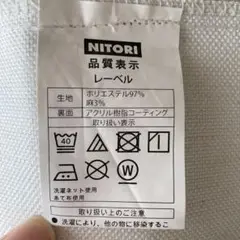 NITORI
品質表示
レーベル
生地 ポリエステル97%
麻3%
裏面 アクリル樹脂コーティング
取り扱い表示
40
洗濯ネット使用
あて布使用
取り扱い上のご注意
●洗濯により、他の物に移染するこ